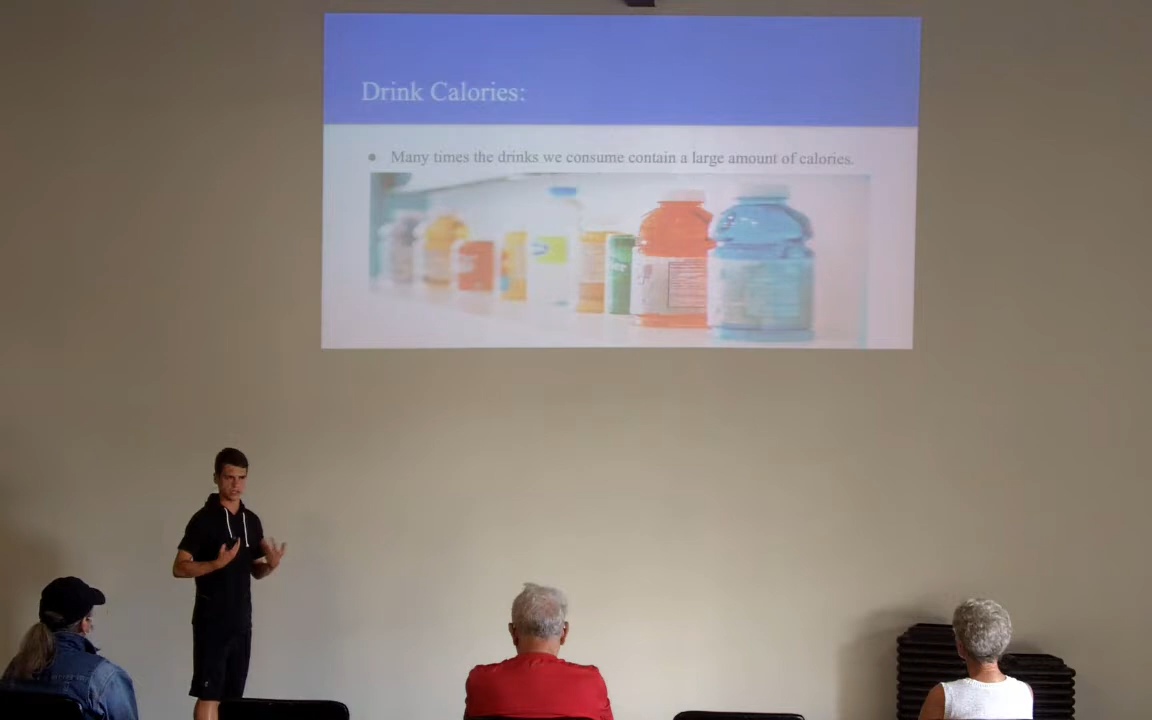 Drink Calories:
Many times the drinks we consume contain a large amount of calories.